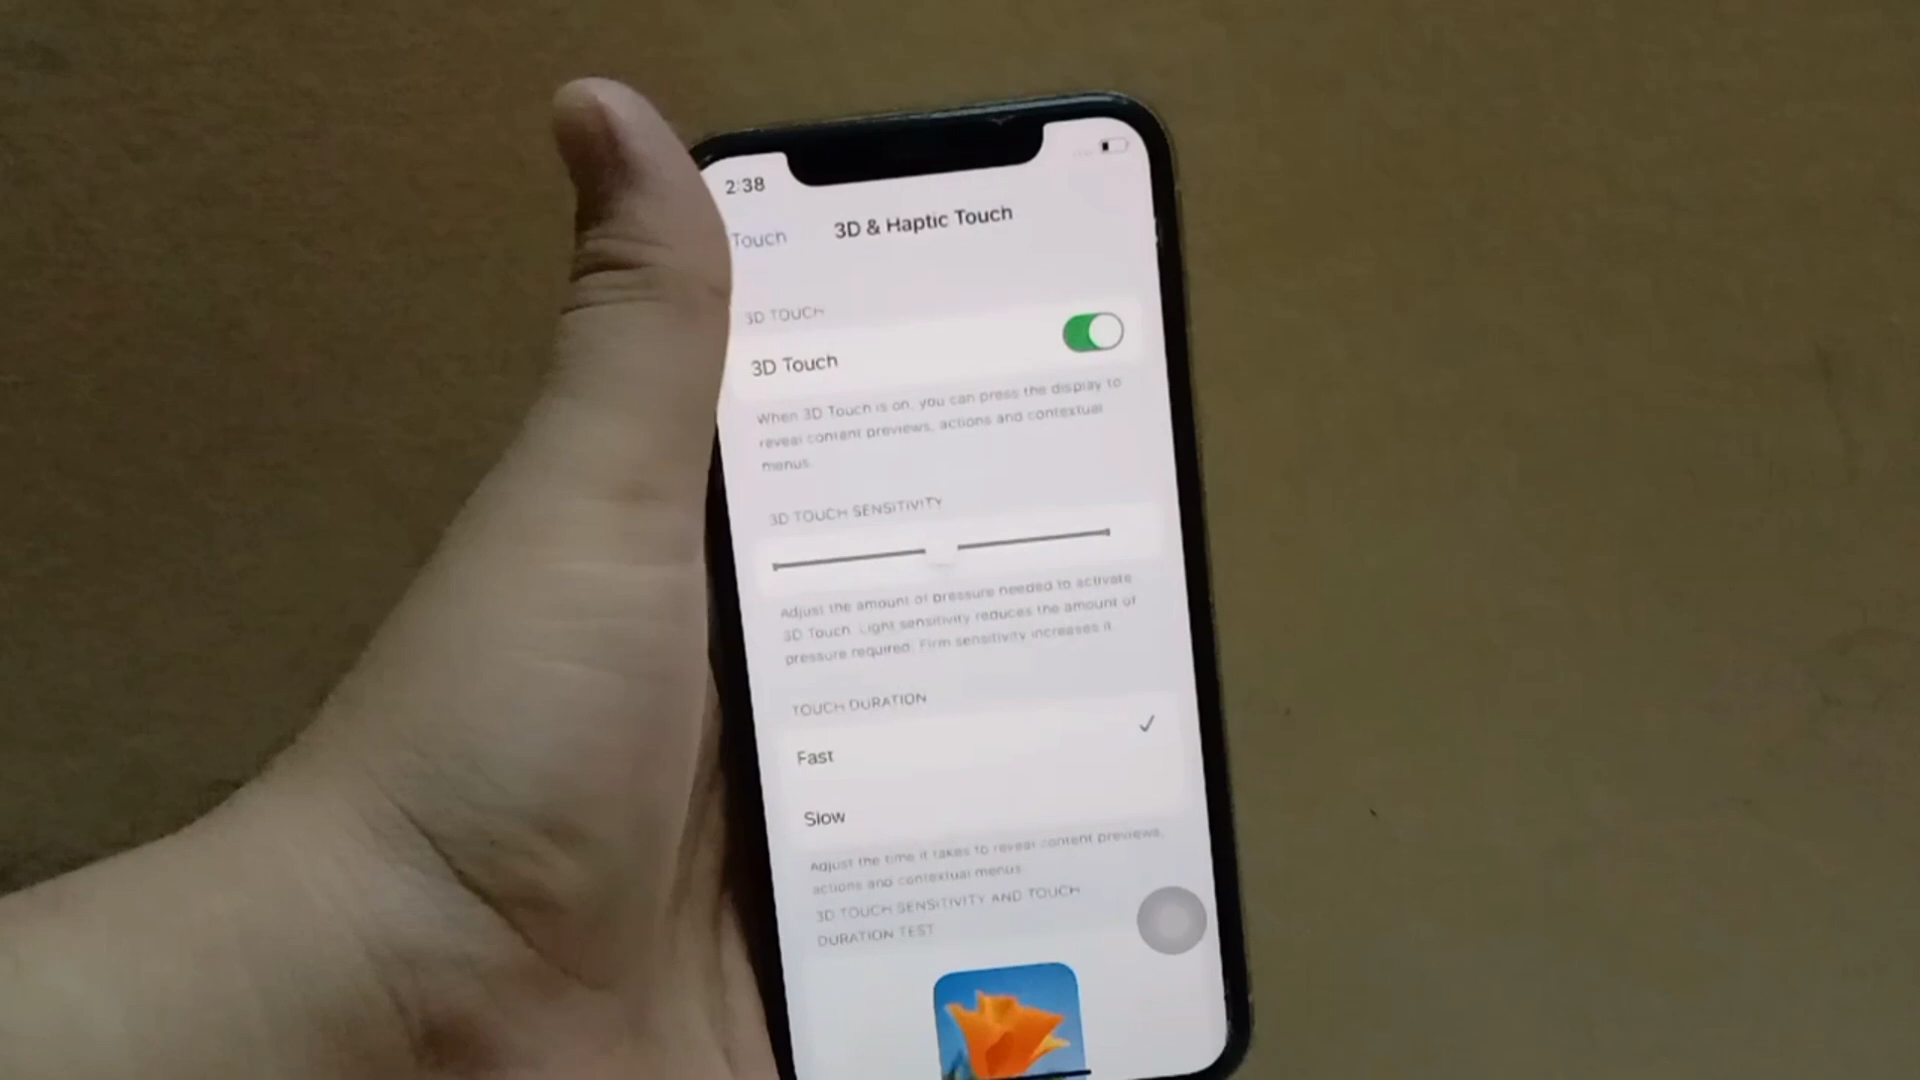 2:38
Touch
3D & Haptic Touch
3D TOUCH
3D Touch
When 3D Touch is on, you can press the display to
reveal content previews, actions and contextual
menus.
3D TOUCH SENSITIVITY
Adjust the amount of pressure needed to activate
3D Touch. Light sensitivity reduces the amount of
pressure required. Firm sensitivity increases it.
TOUCH DURATION
Fast
Slow
Adjust the time it takes to reveal content previews,
actions and contextual menus.
3D TOUCH SENSITIVITY AND TOUCH
DURATION TEST